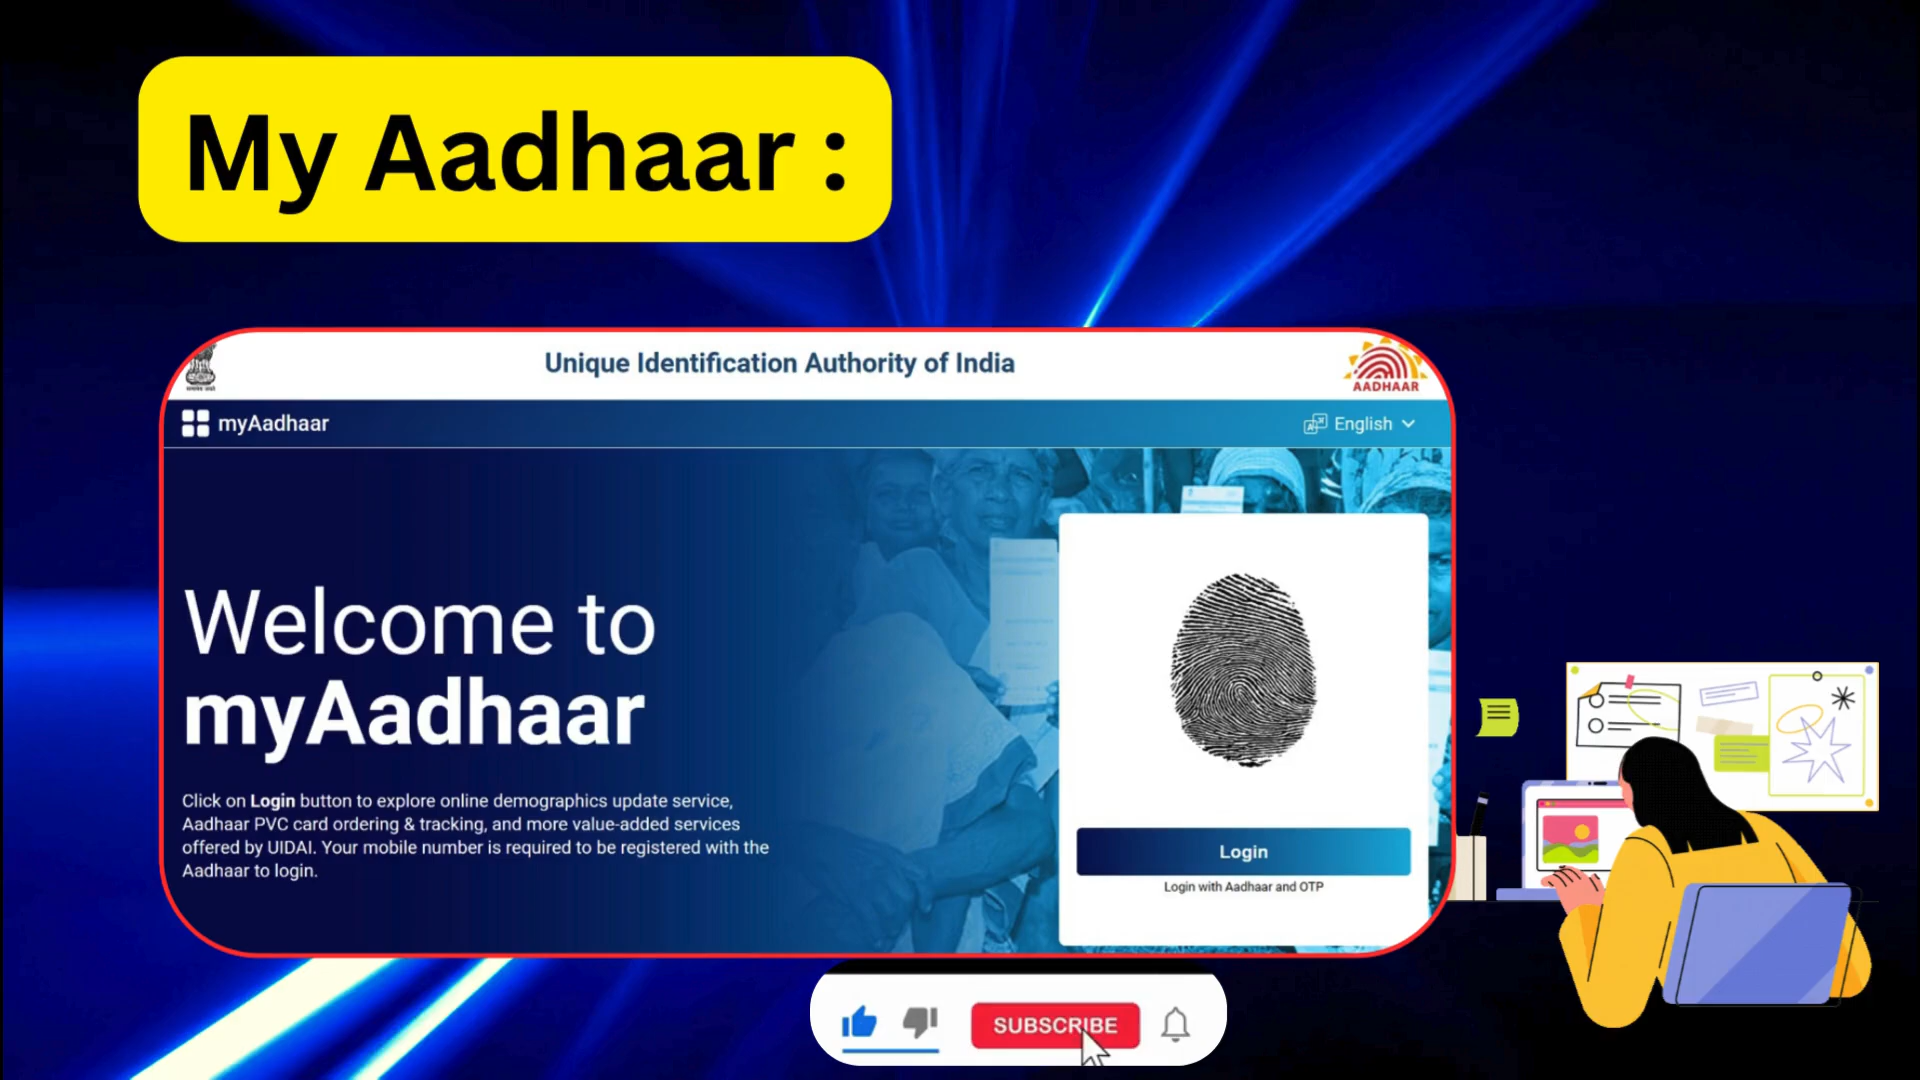 My Aadhaar :
Unique Identification Authority of India
AADHAAR
myAadhaar
English
Welcome to
myAadhaar
Click on Login button to explore online demographics update service,
Aadhaar PVC card ordering & tracking, and more value-added services
offered by UIDAI. Your mobile number is required to be registered with the
Aadhaar to login.
Login
Login with Aadhaar and OTP
SUBSCRIBE